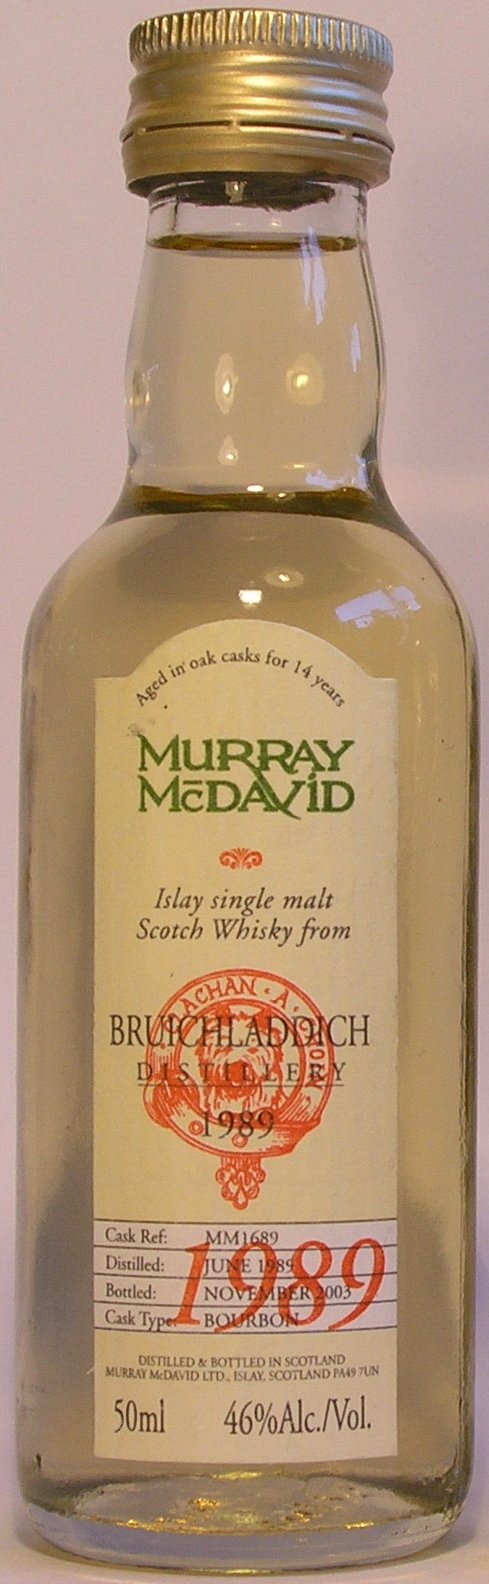 Aged in oak casks for 14 years
MURRAY
McDAVID
Islay single malt
Scotch Whisky from
BRUICHLADDICH
DISTILLERY
1989
Cask Ref: MM1689
Distilled: JUNE 1989
Bottled: NOVEMBER 2003
Cask Type: BOURBON
1989
DISTILLED & BOTTLED IN SCOTLAND
MURRAY McDAVID LTD., ISLAY, SCOTLAND PA49 7UN
50ml 46%Alc./Vol.